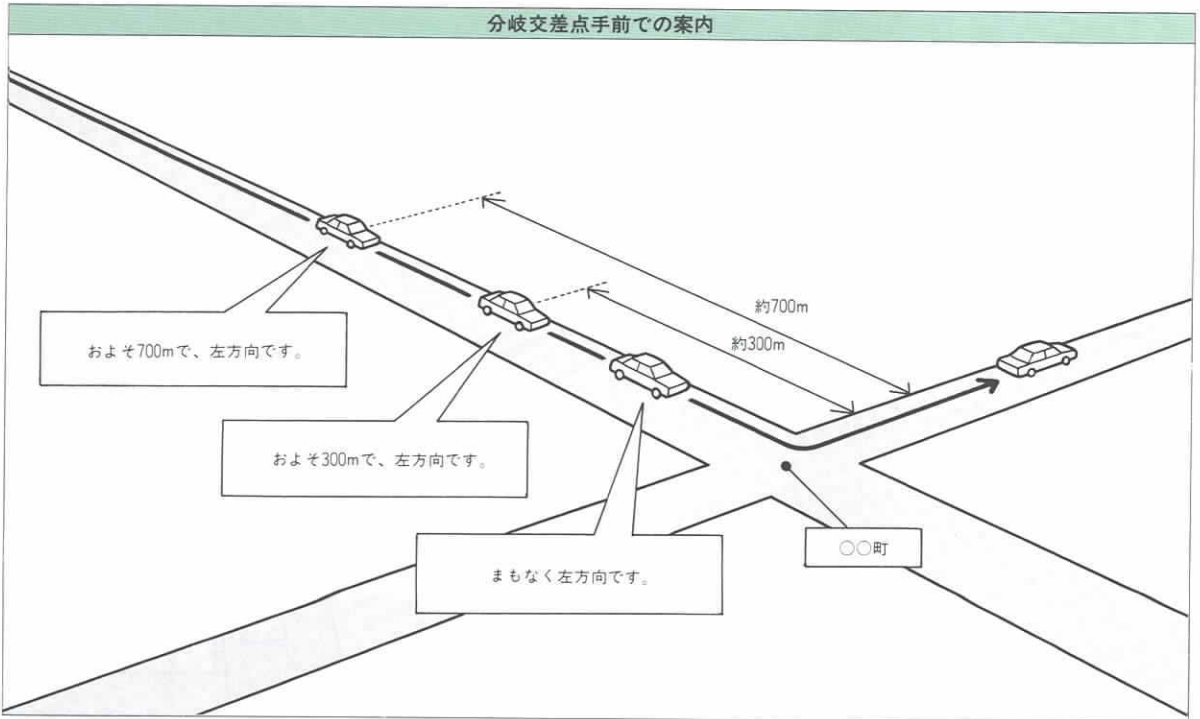 分岐交差点手前での案内
約700m
約300m
およそ700mで、左方向です。
およそ300mで、左方向です。
まもなく左方向です。
○○町